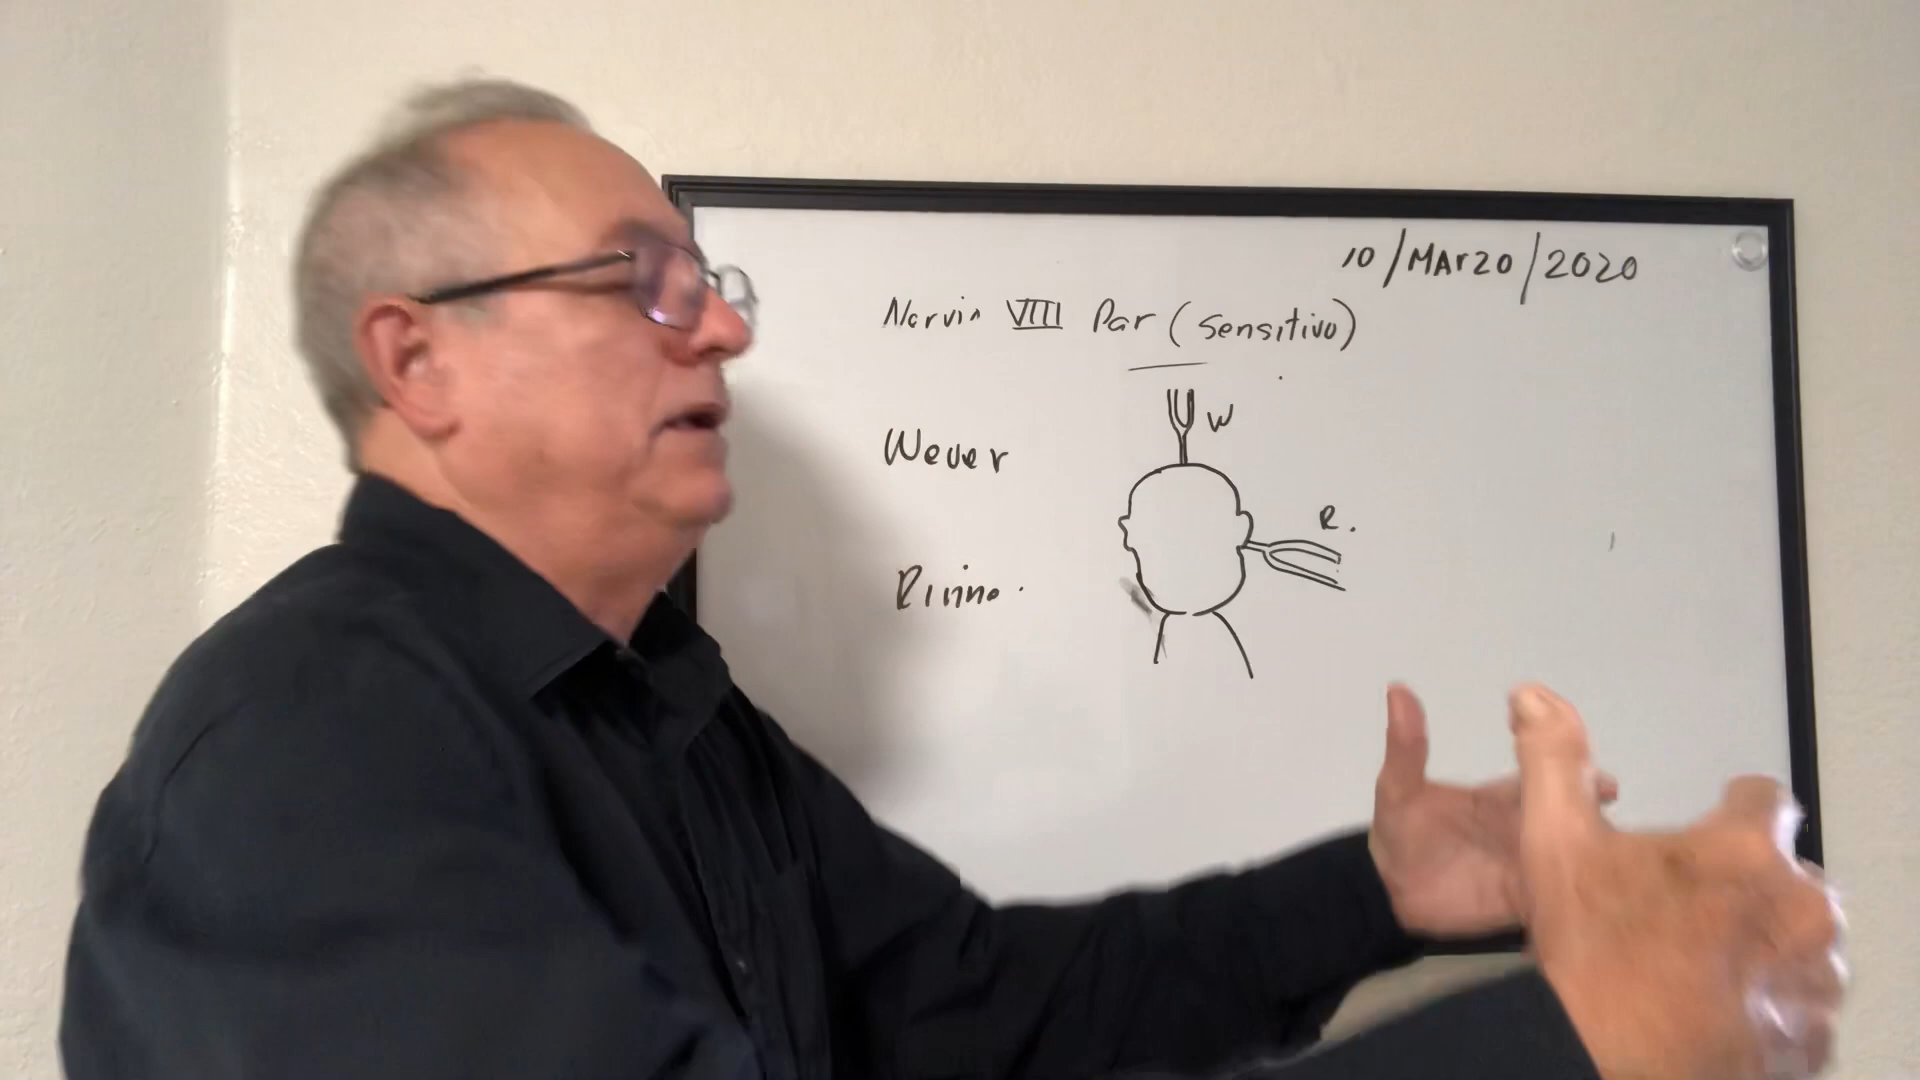 10/MArzo/2020
Nervio VIII Par (Sensitivo)
W
Wever
R.
Rinne.